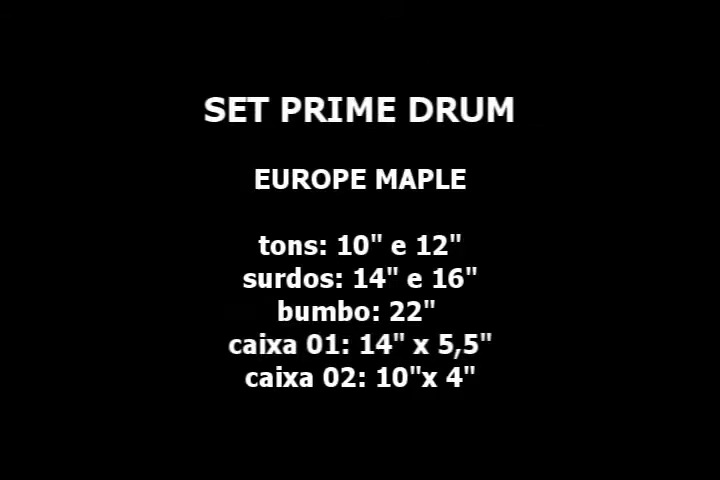 SET PRIME DRUM
EUROPE MAPLE
tons: 10" e 12"
surdos: 14" e 16"
bumbo: 22"
caixa 01: 14" x 5,5"
caixa 02: 10"x 4"